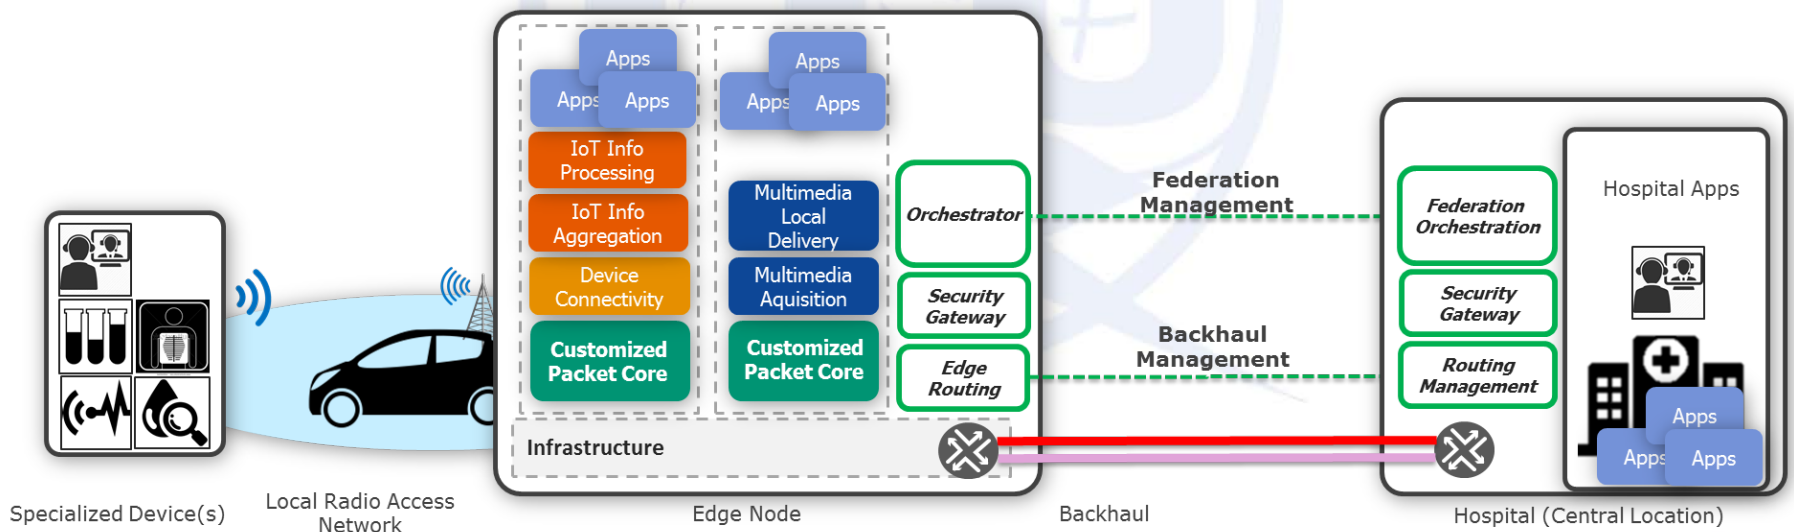 Apps
Apps
Apps
IoT Info
Processing
IoT Info
Aggregation
Device
Connectivity
Customized
Packet Core
Apps
Apps
Apps
Multimedia
Local
Delivery
Multimedia
Aquisition
Customized
Packet Core
Orchestrator
Security
Gateway
Edge
Routing
Infrastructure
Federation
Management
Backhaul
Management
Federation
Orchestration
Security
Gateway
Routing
Management
Hospital Apps
Apps
Apps
Apps
Specialized Device(s)
Local Radio Access
Network
Edge Node
Backhaul
Hospital (Central Location)